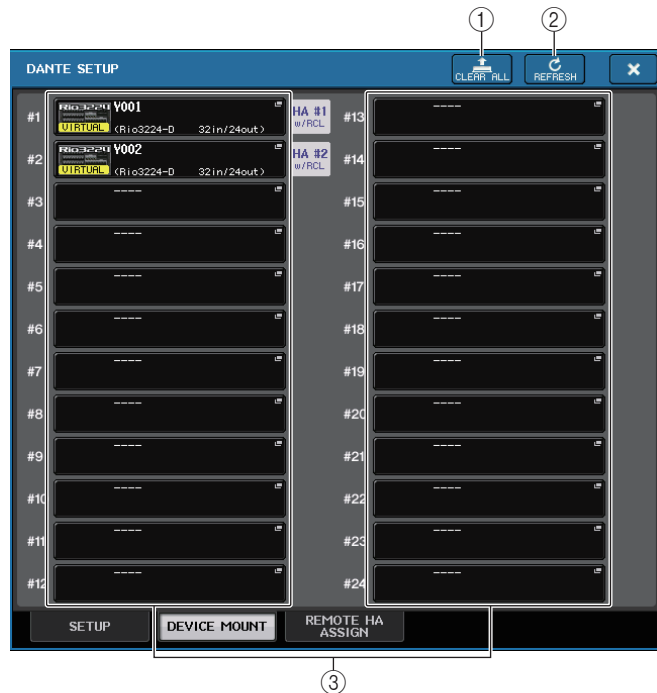 ① ②
DANTE SETUP CLEAR ALL REFRESH ×
#1 Rio3224 VIRTUAL Y001 (Rio3224-D 32in/24out) HA #1 w/RCL #13 ----
#2 Rio3224 VIRTUAL Y002 (Rio3224-D 32in/24out) HA #2 w/RCL #14 ----
#3 ---- #15 ----
#4 ---- #16 ----
#5 ---- #17 ----
#6 ---- #18 ----
#7 ---- #19 ----
#8 ---- #20 ----
#9 ---- #21 ----
#10 ---- #22 ----
#11 ---- #23 ----
#12 ---- #24 ----
SETUP DEVICE MOUNT REMOTE HA ASSIGN
③